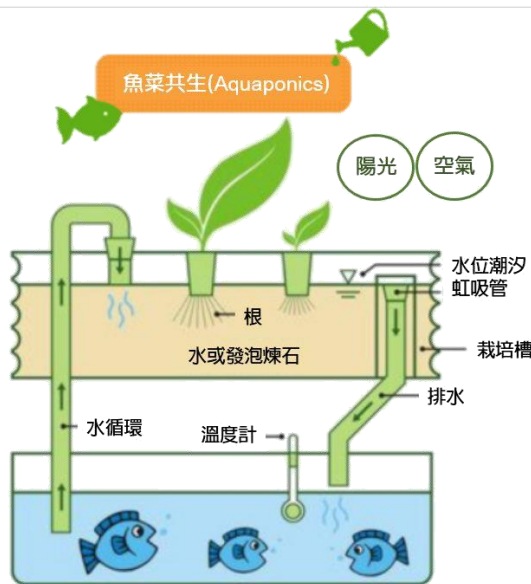 魚菜共生(Aquaponics)
陽光
空氣
水位潮汐
虹吸管
根
水或發泡煉石
栽培槽
排水
水循環
溫度計